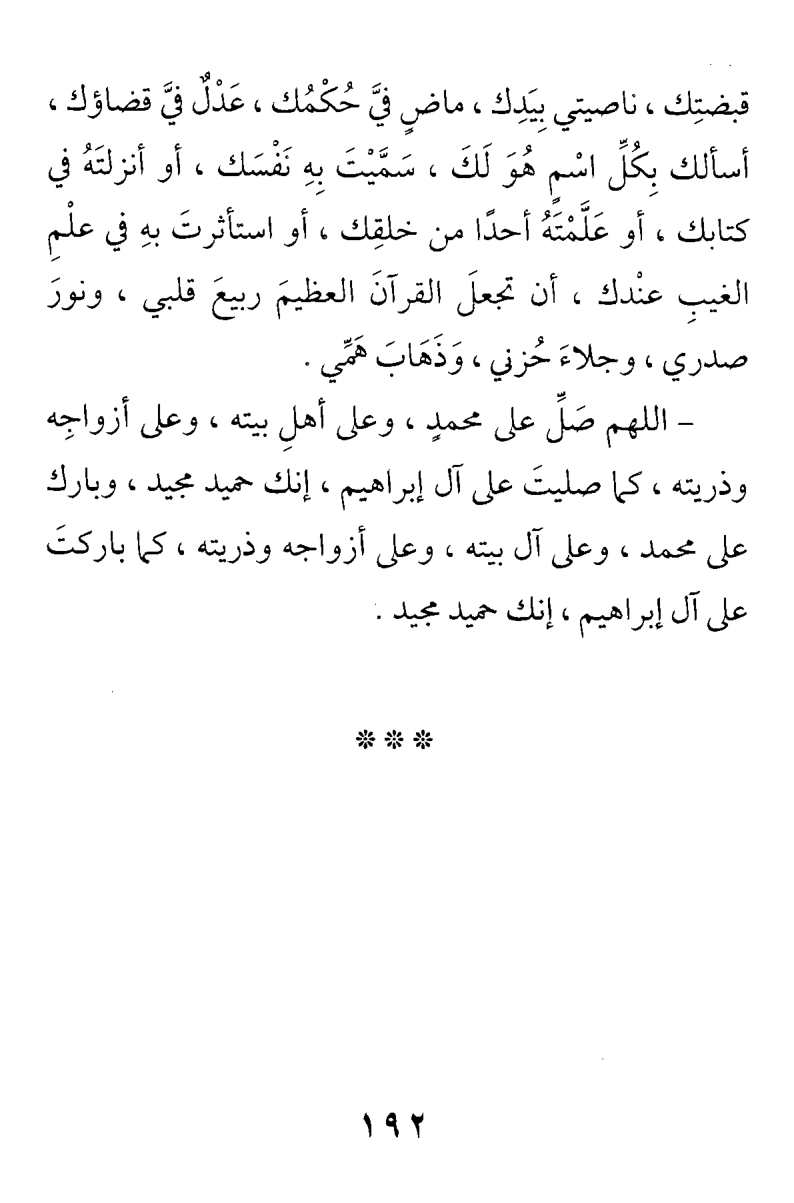 قبضتِك ، ناصيتي بِيَدِك ، ماضٍ فيَّ حُكْمُك ، عَدْلٌ فيَّ قضاؤك ،
أسألك بِكُلِّ اسْمٍ هُوَ لَكَ ، سَمَّيْتَ بِهِ نَفْسَك ، أو أنزلتَهُ في
كتابك ، أو عَلَّمْتَهُ أحدًا من خلقِك ، أو استأثرتَ بهِ في علْمِ
الغيبِ عنْدك ، أن تجعلَ القرآنَ العظيمَ ربيعَ قلبي ، ونورَ
صدري ، وجلاءَ حُزني ، وَذَهَابَ هَمِّي .
– اللهم صَلِّ على محمدٍ ، وعلى أهلِ بيته ، وعلى أزواجِه
وذريته ، كما صليتَ على آل إبراهيم ، إنك حميد مجيد ، وبارك
على محمد ، وعلى آل بيته ، وعلى أزواجه وذريته ، كما باركتَ
على آل إبراهيم ، إنك حميد مجيد .
* * *
١٩٢